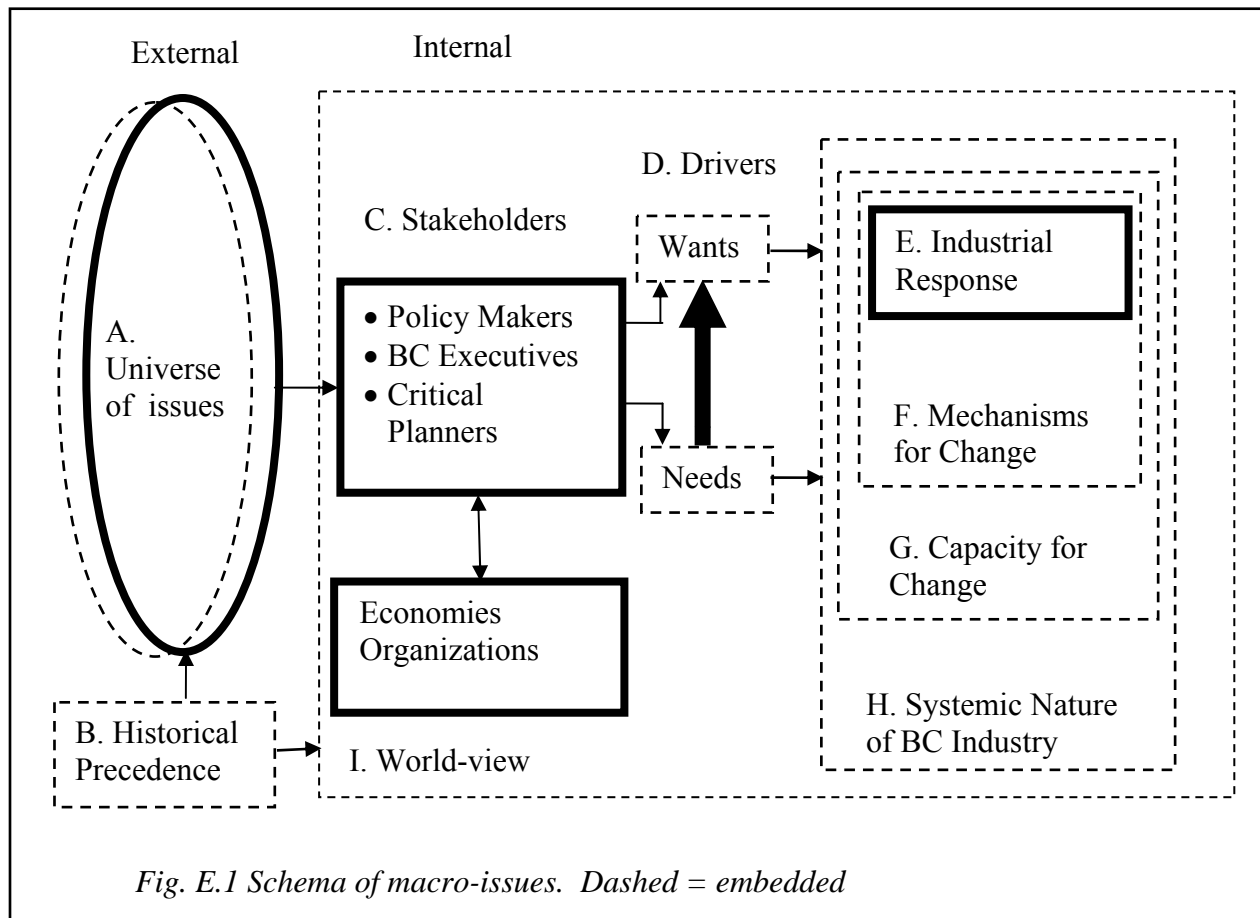 External
Internal
A.
Universe
of issues
B. Historical
Precedence
C. Stakeholders
• Policy Makers
• BC Executives
• Critical
Planners
Economies
Organizations
I. World-view
D. Drivers
Wants
Needs
E. Industrial
Response
F. Mechanisms
for Change
G. Capacity for
Change
H. Systemic Nature
of BC Industry
Fig. E.1 Schema of macro-issues. Dashed = embedded